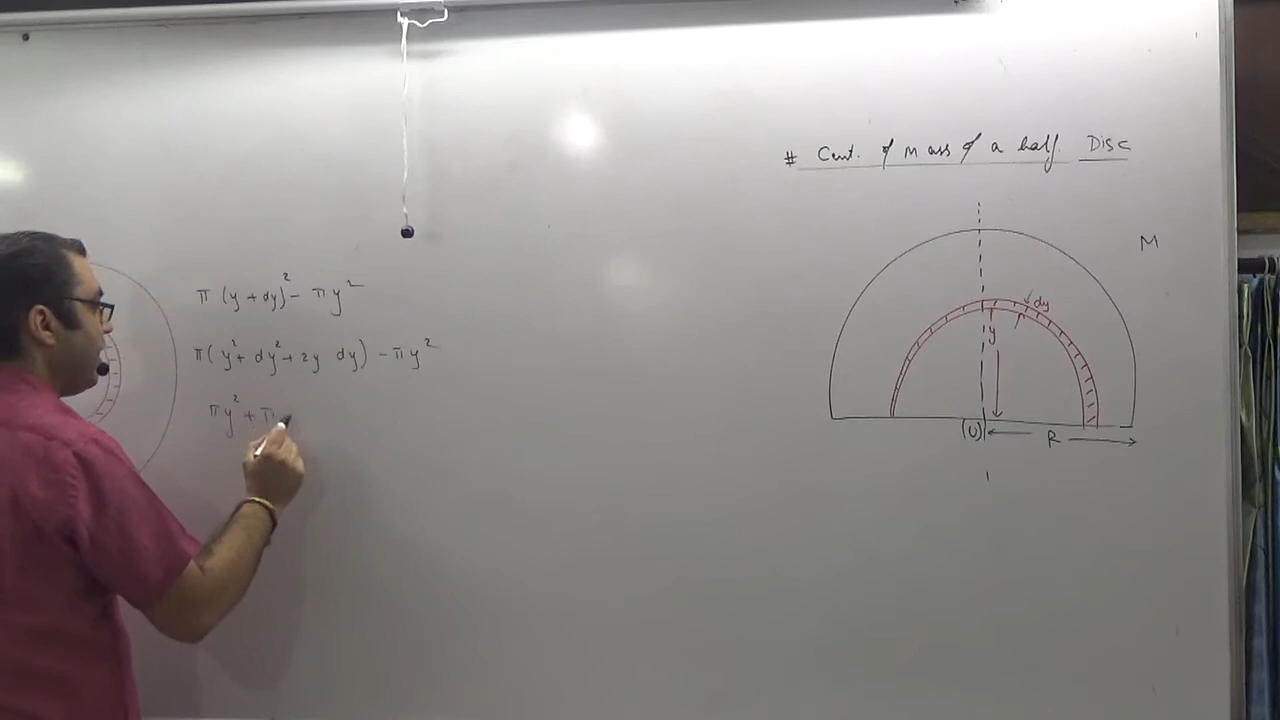 # Cent. of Mass of a half Disc
π (y + dy)² - πy²
π( y² + dy² + 2y dy) - πy²
πy² + π
M
dy
y
(0)
R